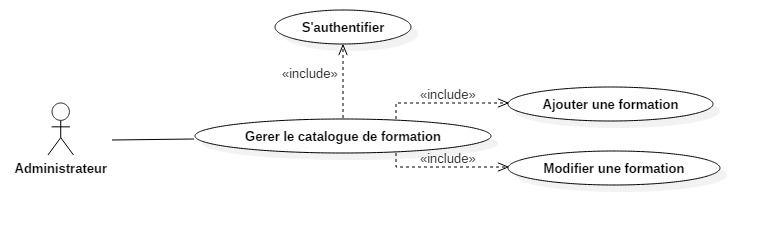 S'authentifier
«include»
«include»
Ajouter une formation
Gerer le catalogue de formation
«include»
Modifier une formation
Administrateur